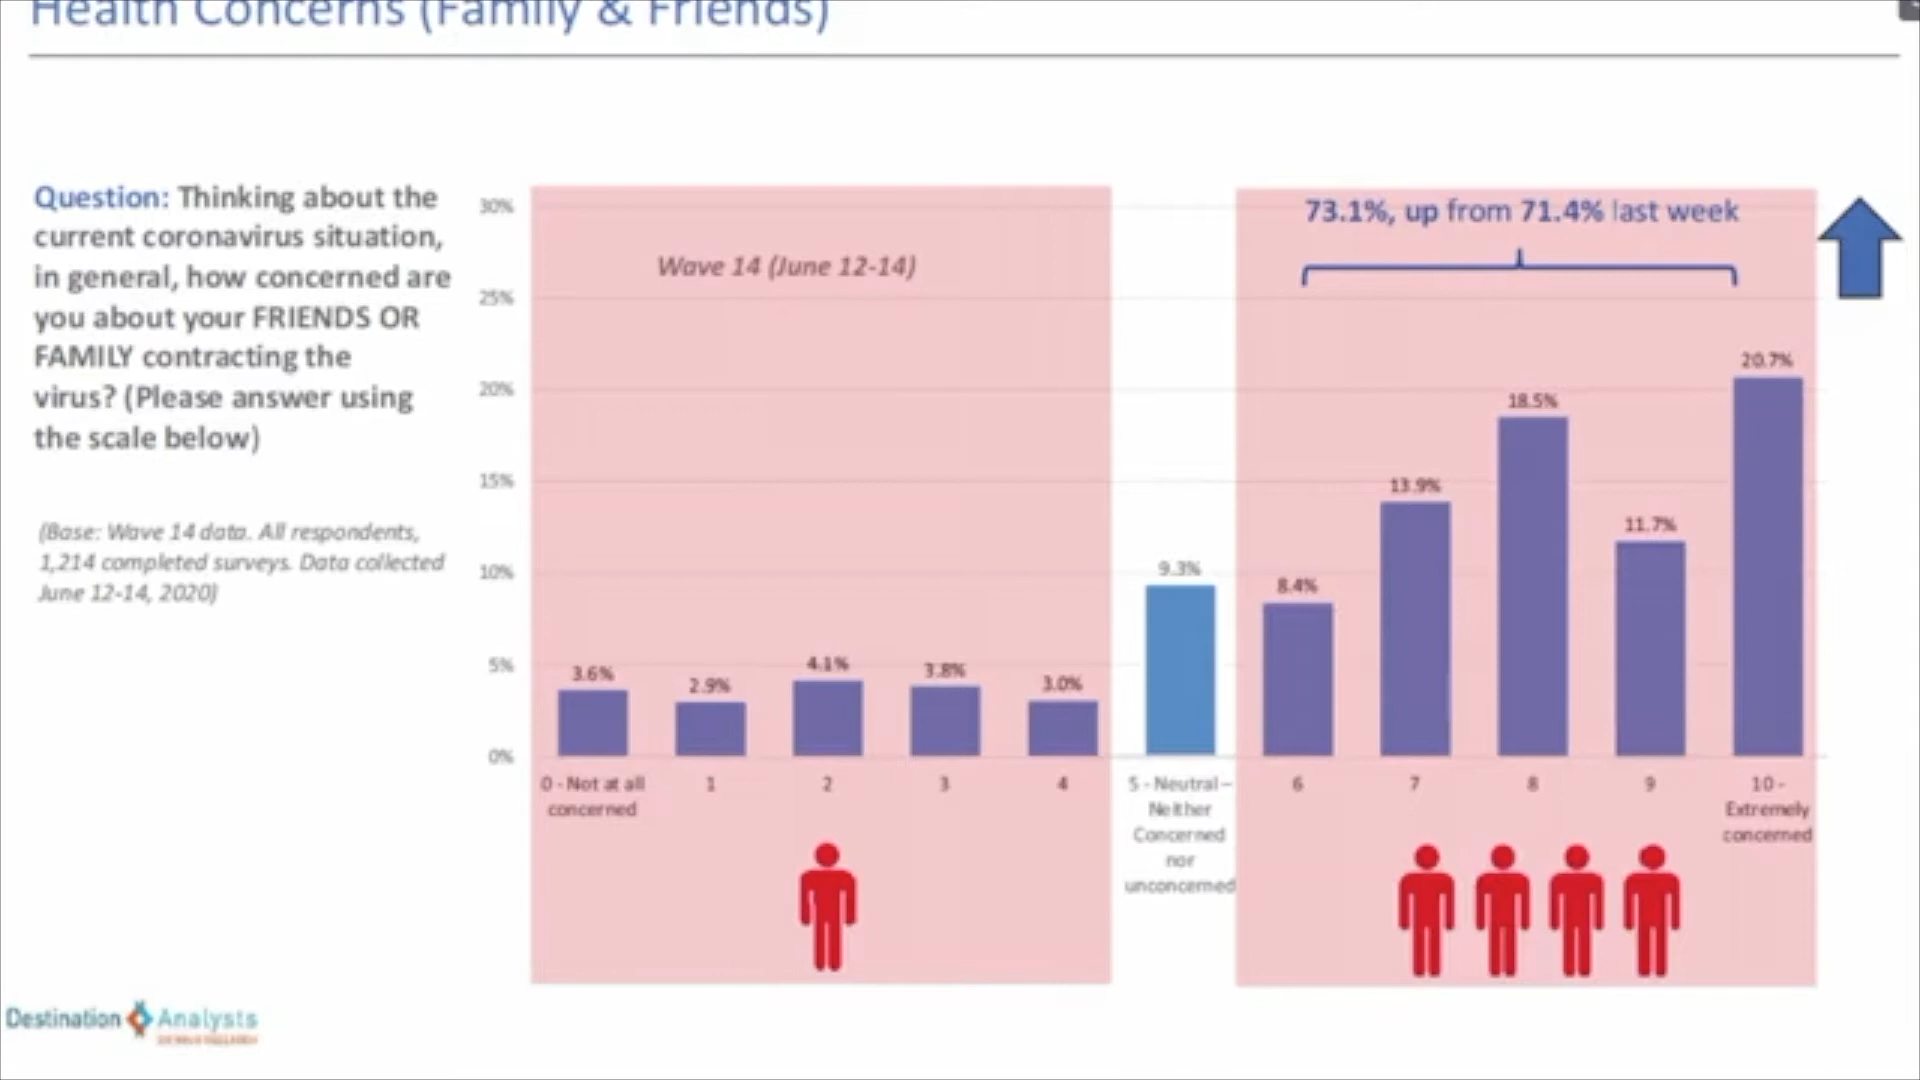 Health Concerns (Family & Friends)
Question: Thinking about the
current coronavirus situation,
in general, how concerned are
you about your FRIENDS OR
FAMILY contracting the
virus? (Please answer using
the scale below)
(Base: Wave 14 data. All respondents,
1,214 completed surveys. Data collected
June 12-14, 2020)
Wave 14 (June 12-14)
73.1%, up from 71.4% last week
30%
25%
20%
15%
10%
5%
0%
3.6%
2.9%
4.1%
3.8%
3.0%
9.3%
8.4%
13.9%
18.5%
11.7%
20.7%
0 - Not at all
concerned
1
2
3
4
5 - Neutral –
Neither
Concerned
nor
unconcerned
6
7
8
9
10 -
Extremely
concerned
Destination Analysts